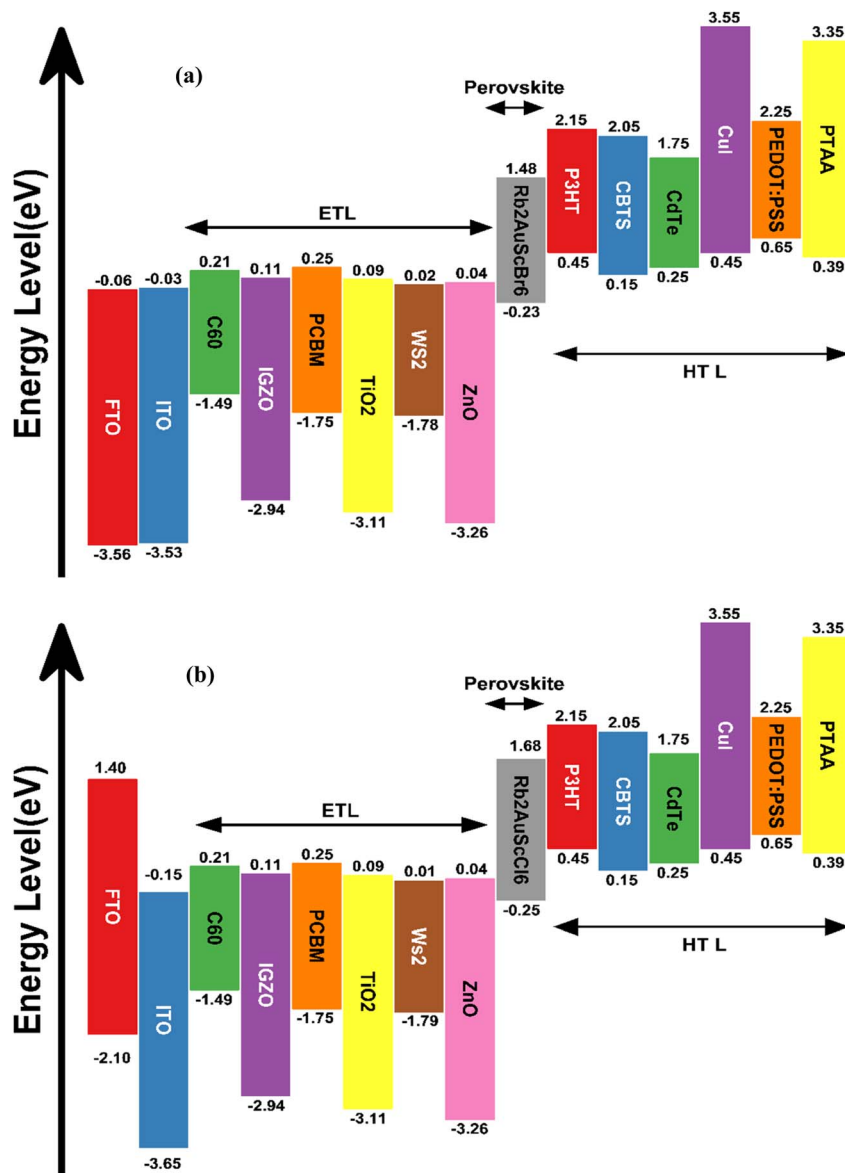 (a)
Energy Level(eV)
ETL
Perovskite
HT L
-0.06
FTO
-3.56
-0.03
ITO
-3.53
0.21
C60
-1.49
0.11
IGZO
-2.94
0.25
PCBM
-1.75
0.09
TiO2
-3.11
0.02
WS2
-1.78
0.04
ZnO
-3.26
1.48
Rb2AuScBr6
-0.23
2.15
P3HT
0.45
2.05
CBTS
0.15
1.75
CdTe
0.25
3.55
CuI
0.45
2.25
PEDOT:PSS
0.65
3.35
PTAA
0.39
(b)
Energy Level(eV)
ETL
Perovskite
HT L
1.40
FTO
-2.10
-0.15
ITO
-3.65
0.21
C60
-1.49
0.11
IGZO
-2.94
0.25
PCBM
-1.75
0.09
TiO2
-3.11
0.01
Ws2
-1.79
0.04
ZnO
-3.26
1.68
Rb2AuScCl6
-0.25
2.15
P3HT
0.45
2.05
CBTS
0.15
1.75
CdTe
0.25
3.55
CuI
0.45
2.25
PEDOT:PSS
0.65
3.35
PTAA
0.39